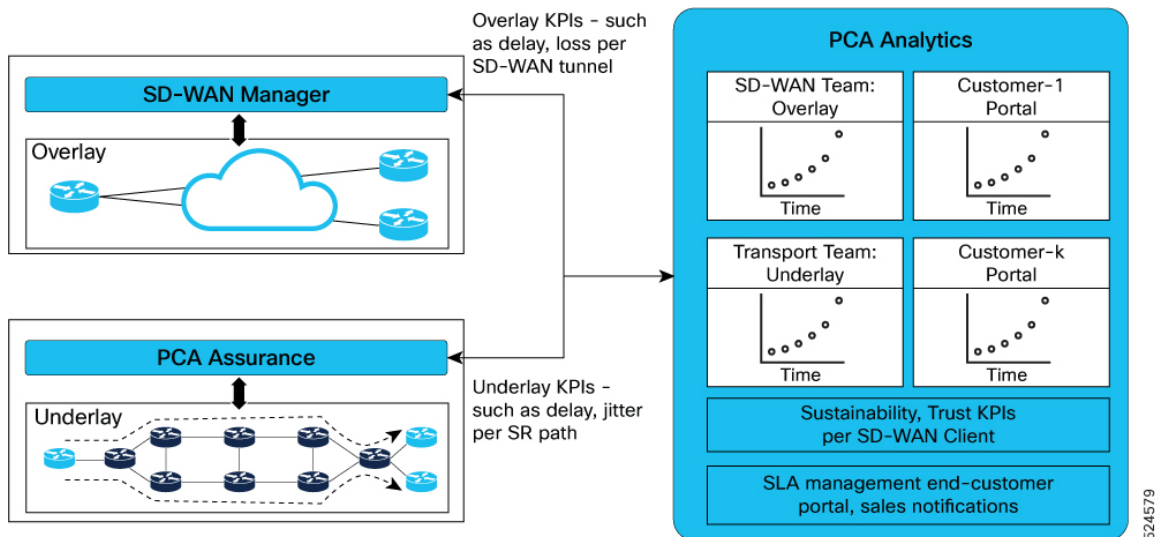 Overlay KPIs - such
as delay, loss per
SD-WAN tunnel
SD-WAN Manager
Overlay
PCA Assurance
Underlay
Underlay KPIs -
such as delay, jitter
per SR path
PCA Analytics
SD-WAN Team:
Overlay
Time
Customer-1
Portal
Time
Transport Team:
Underlay
Time
Customer-k
Portal
Time
Sustainability, Trust KPIs
per SD-WAN Client
SLA management end-customer
portal, sales notifications
524579